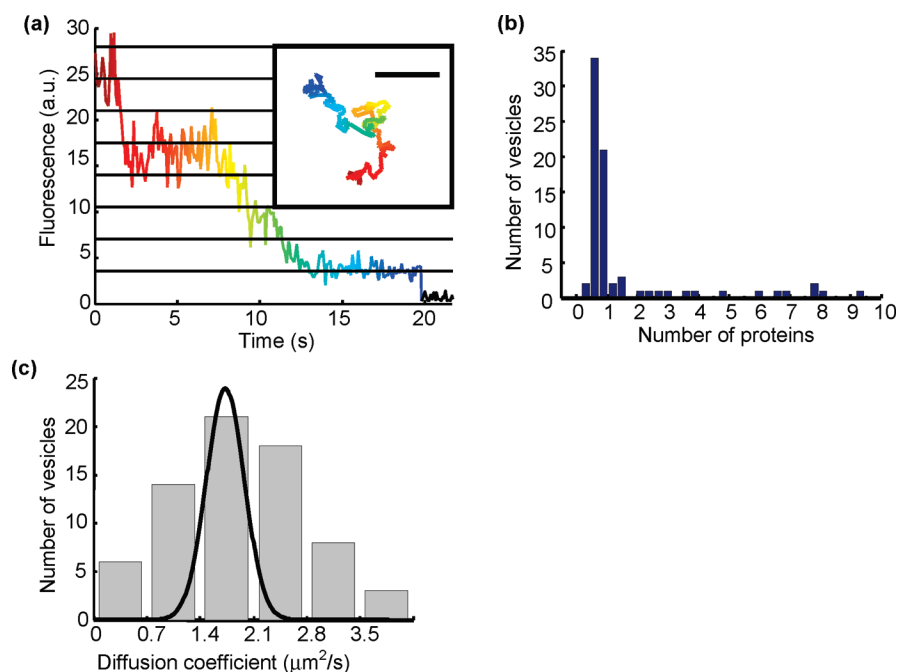 (a)
30
25
20
15
10
5
0
Fluorescence (a.u.)
0 5 10 15 20
Time (s)
(b)
35
30
25
20
15
10
5
0
Number of vesicles
0 1 2 3 4 5 6 7 8 9 10
Number of proteins
(c)
25
20
15
10
5
0
Number of vesicles
0 0.7 1.4 2.1 2.8 3.5
Diffusion coefficient (μm²/s)